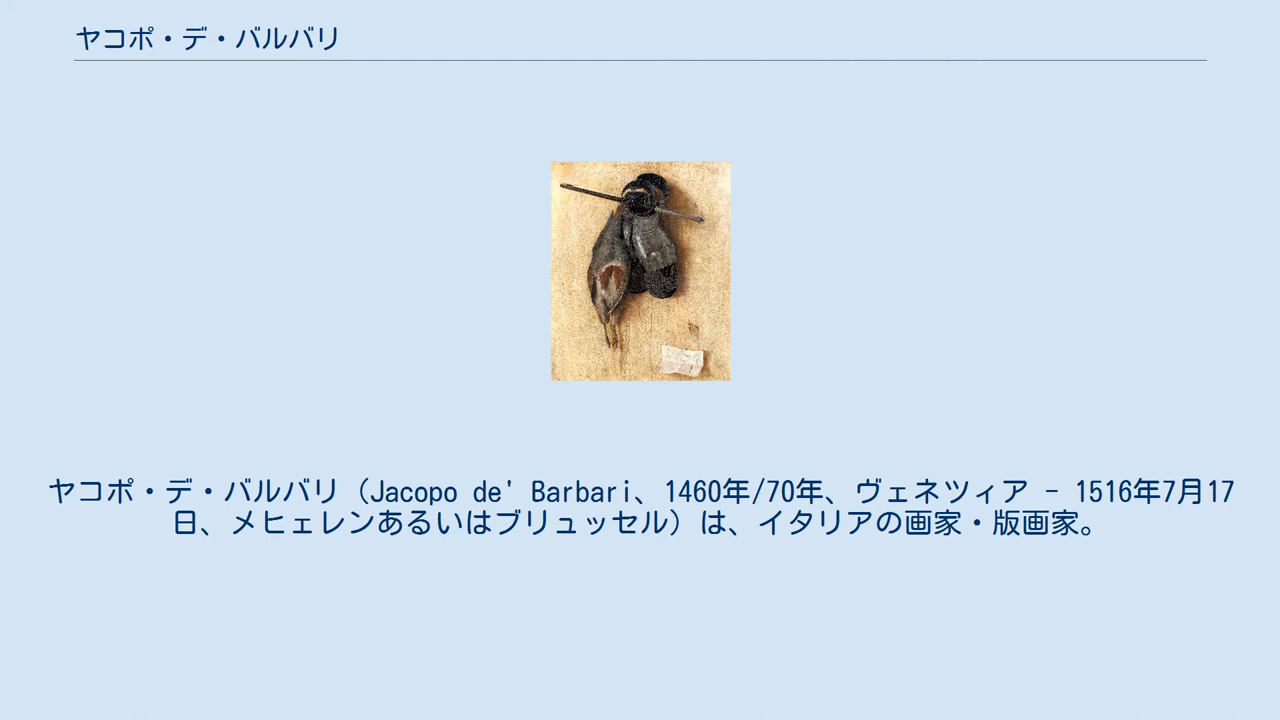 ヤコポ・デ・バルバリ
ヤコポ・デ・バルバリ（Jacopo de' Barbari、1460年/70年、ヴェネツィア - 1516年7月17
日、メヒェレンあるいはブリュッセル）は、イタリアの画家・版画家。